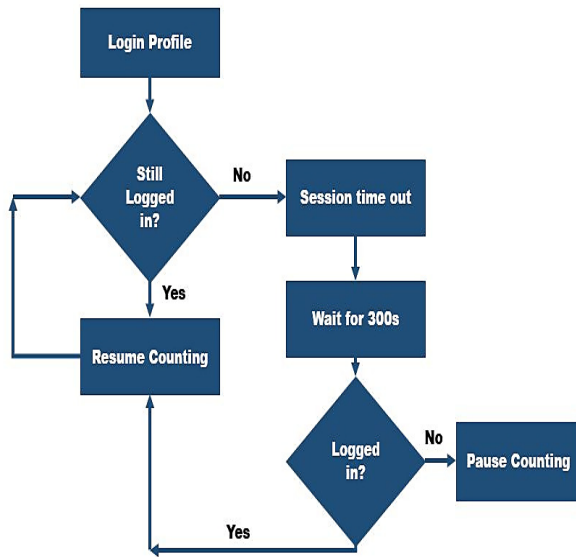 Login Profile
Still
Logged
in?
No
Session time out
Yes
Wait for 300s
Resume Counting
Logged
in?
No
Pause Counting
Yes